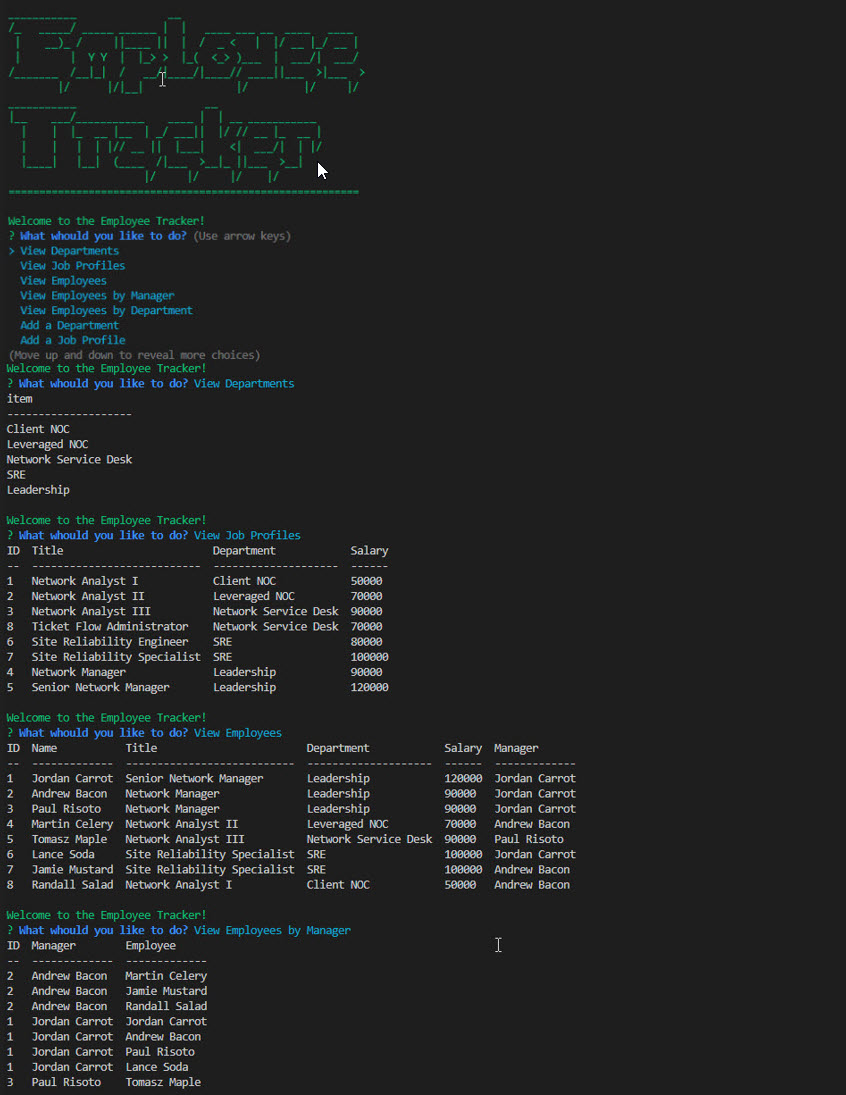 Employee
Tracker
=========================================================
Welcome to the Employee Tracker!
? What whould you like to do? (Use arrow keys)
> View Departments
View Job Profiles
View Employees
View Employees by Manager
View Employees by Department
Add a Department
Add a Job Profile
(Move up and down to reveal more choices)
Welcome to the Employee Tracker!
? What whould you like to do? View Departments
item
--------------------
Client NOC
Leveraged NOC
Network Service Desk
SRE
Leadership
Welcome to the Employee Tracker!
? What whould you like to do? View Job Profiles
ID  Title                        Department            Salary
--  ---------------------------  --------------------  ------
1   Network Analyst I            Client NOC            50000
2   Network Analyst II           Leveraged NOC         70000
3   Network Analyst III          Network Service Desk  90000
8   Ticket Flow Administrator    Network Service Desk  70000
6   Site Reliability Engineer    SRE                   80000
7   Site Reliability Specialist  SRE                   100000
4   Network Manager              Leadership            90000
5   Senior Network Manager       Leadership            120000
Welcome to the Employee Tracker!
? What whould you like to do? View Employees
ID  Name           Title                        Department            Salary  Manager
--  -------------  ---------------------------  --------------------  ------  -------------
1   Jordan Carrot  Senior Network Manager       Leadership            120000  Jordan Carrot
2   Andrew Bacon   Network Manager              Leadership            90000   Jordan Carrot
3   Paul Risoto    Network Manager              Leadership            90000   Jordan Carrot
4   Martin Celery  Network Analyst II           Leveraged NOC         70000   Andrew Bacon
5   Tomasz Maple   Network Analyst III          Network Service Desk  90000   Paul Risoto
6   Lance Soda     Site Reliability Specialist  SRE                   100000  Jordan Carrot
7   Jamie Mustard  Site Reliability Specialist  SRE                   100000  Andrew Bacon
8   Randall Salad  Network Analyst I            Client NOC            50000   Andrew Bacon
Welcome to the Employee Tracker!
? What whould you like to do? View Employees by Manager
ID  Manager        Employee
--  -------------  -------------
2   Andrew Bacon   Martin Celery
2   Andrew Bacon   Jamie Mustard
2   Andrew Bacon   Randall Salad
1   Jordan Carrot  Jordan Carrot
1   Jordan Carrot  Andrew Bacon
1   Jordan Carrot  Paul Risoto
1   Jordan Carrot  Lance Soda
3   Paul Risoto    Tomasz Maple